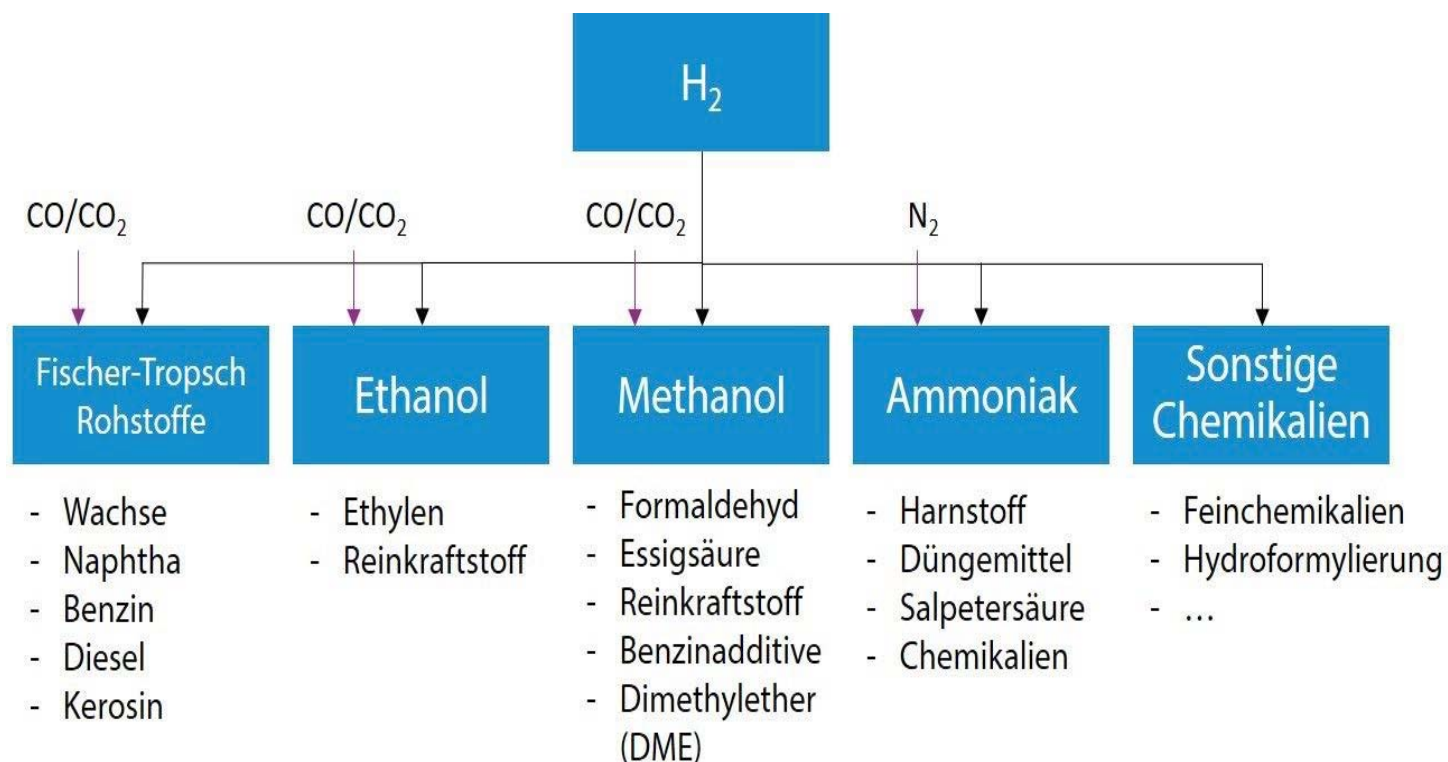 H₂
CO/CO₂
CO/CO₂
CO/CO₂
N₂
Fischer-Tropsch
Rohstoffe
Ethanol
Methanol
Ammoniak
Sonstige
Chemikalien
- Wachse
- Naphtha
- Benzin
- Diesel
- Kerosin
- Ethylen
- Reinkraftstoff
- Formaldehyd
- Essigsäure
- Reinkraftstoff
- Benzinadditive
- Dimethylether
(DME)
- Harnstoff
- Düngemittel
- Salpetersäure
- Chemikalien
- Feinchemikalien
- Hydroformylierung
- …